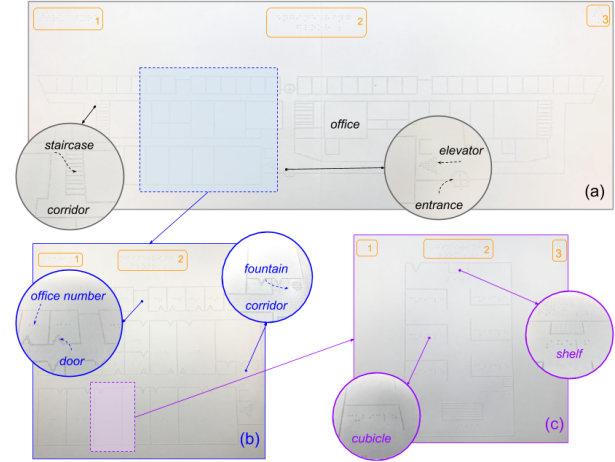 1
2
3
office
staircase
corridor
elevator
entrance
(a)
1
2
office number
door
fountain
corridor
(b)
1
2
3
shelf
cubicle
(c)